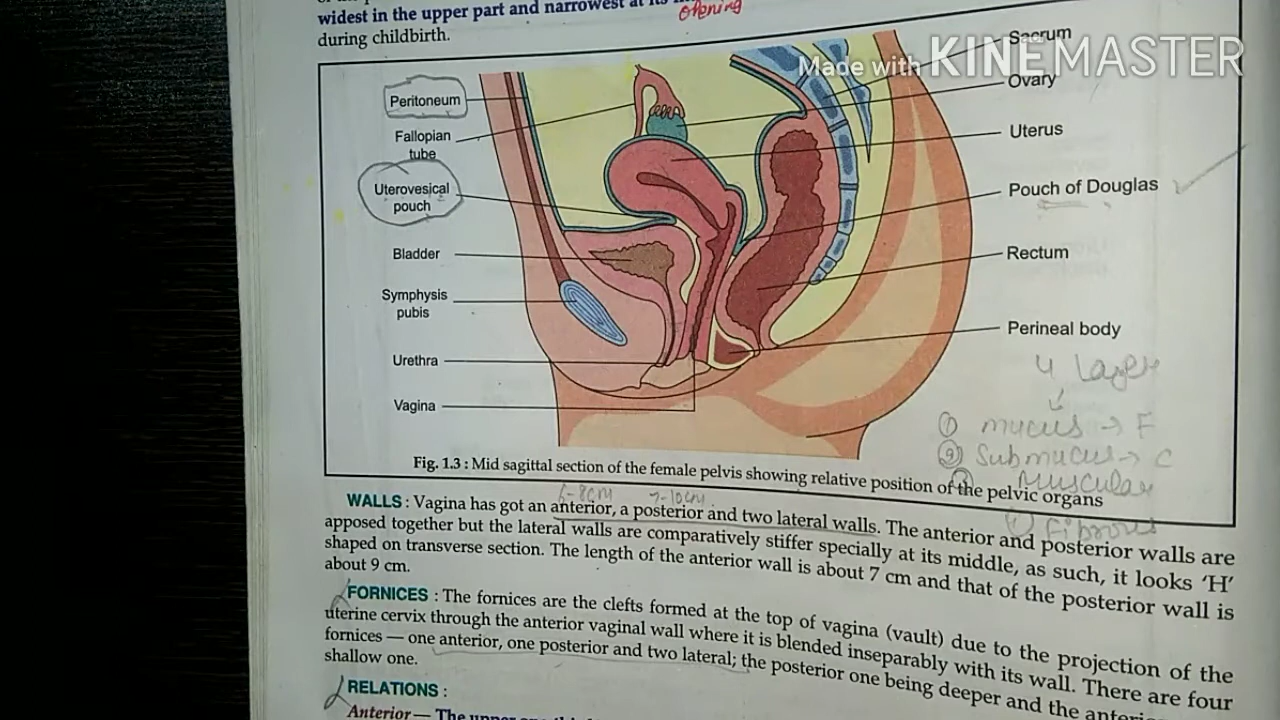 widest in the upper part and narrowest at its
opening
during childbirth.
Made with KINEMASTER
Sacrum
Peritoneum
Ovary
Fallopian
tube
Uterus
Uterovesical
pouch
Pouch of Douglas
Bladder
Rectum
Symphysis
pubis
Perineal body
Urethra
Vagina
4 layers
① mucus → F
② Submucus → C
Muscular
Fibrous
Fig. 1.3 : Mid sagittal section of the female pelvis showing relative position of the pelvic organs
6-8cm 7-10cm
WALLS : Vagina has got an anterior, a posterior and two lateral walls. The anterior and posterior walls are
apposed together but the lateral walls are comparatively stiffer specially at its middle, as such, it looks ‘H’
shaped on transverse section. The length of the anterior wall is about 7 cm and that of the posterior wall is
about 9 cm.
FORNICES : The fornices are the clefts formed at the top of vagina (vault) due to the projection of the
uterine cervix through the anterior vaginal wall where it is blended inseparably with its wall. There are four
fornices — one anterior, one posterior and two lateral; the posterior one being deeper and the anterior
shallow one.
RELATIONS :
Anterior — The upper